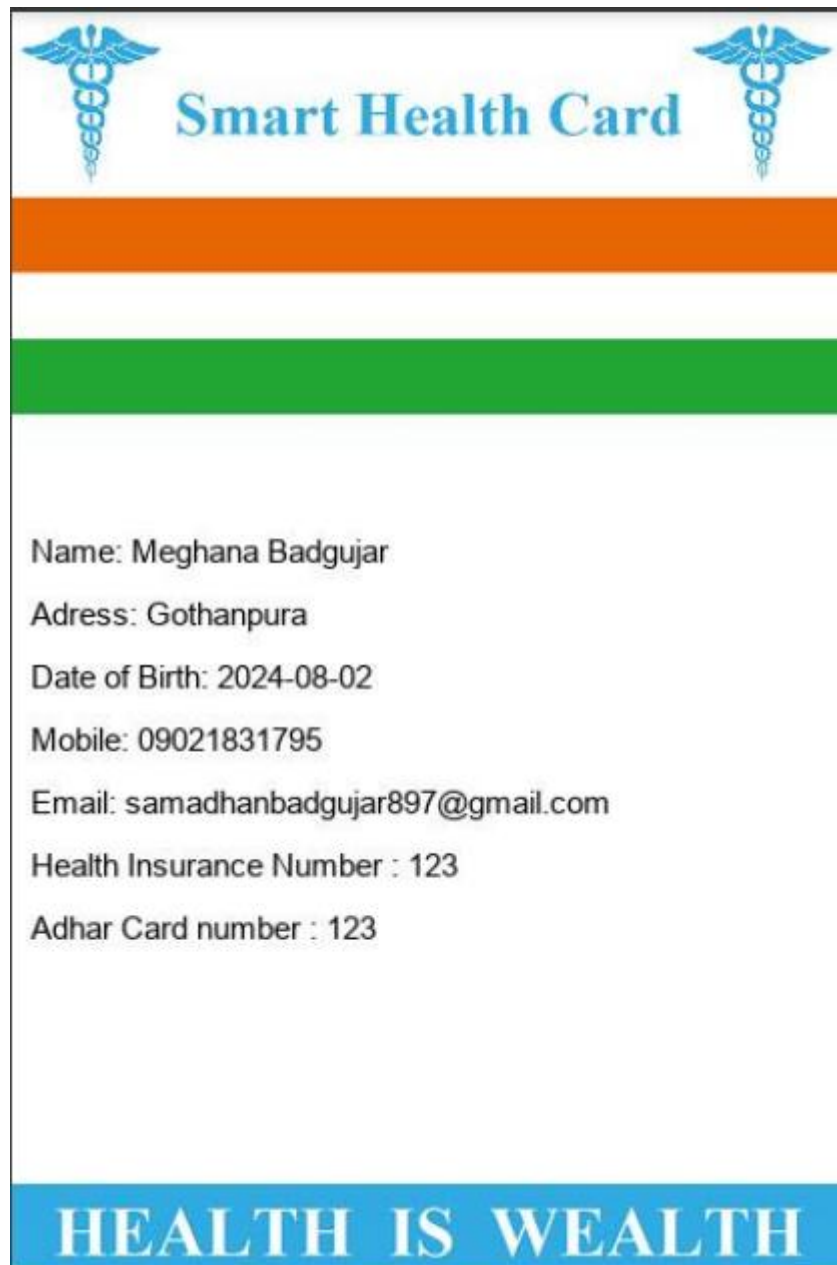 Smart Health Card
Name: Meghana Badgujar
Adress: Gothanpura
Date of Birth: 2024-08-02
Mobile: 09021831795
Email: samadhanbadgujar897@gmail.com
Health Insurance Number : 123
Adhar Card number : 123
HEALTH IS WEALTH